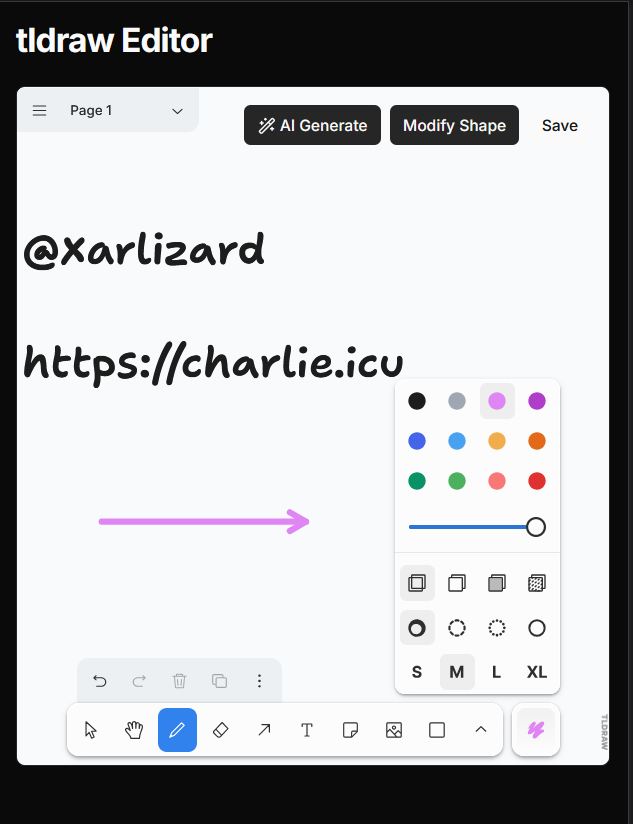 tldraw Editor
Page 1
AI Generate
Modify Shape
Save
@Xarlizard
https://charlie.icu
S M L XL
TLDRAW